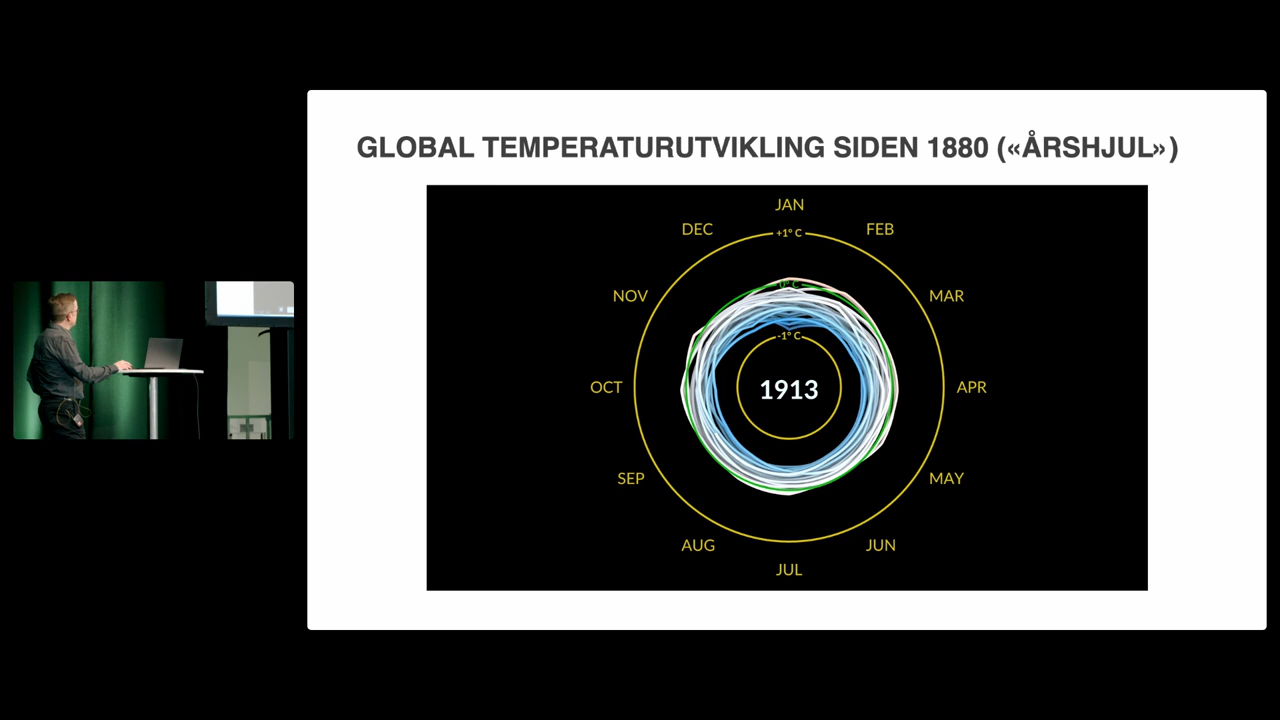 GLOBAL TEMPERATURUTVIKLING SIDEN 1880 («ÅRSHJUL»)
JAN
DEC
FEB
+1° C
0° C
NOV
MAR
-1° C
OCT
1913
APR
SEP
MAY
AUG
JUN
JUL